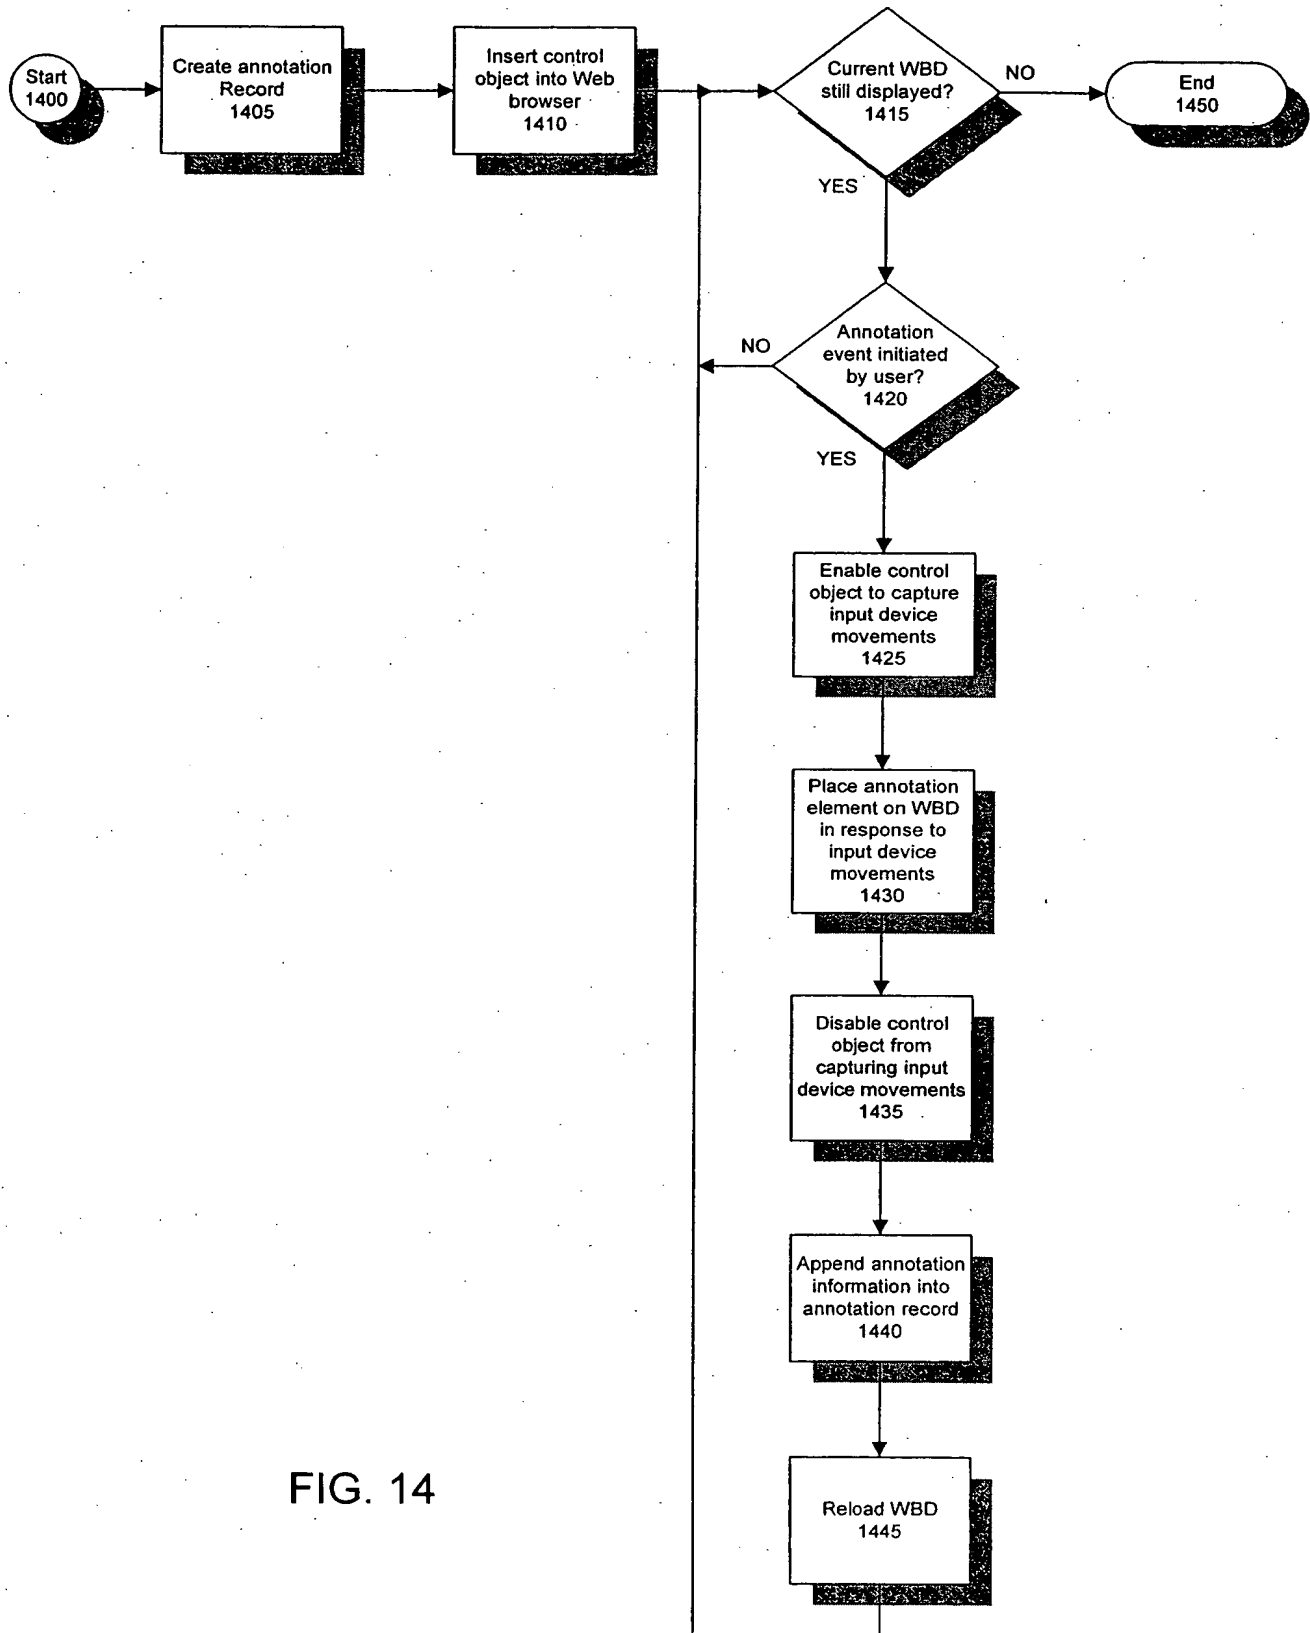 Start
1400
Create annotation
Record
1405
Insert control
object into Web
browser
1410
Current WBD
still displayed?
1415
NO
End
1450
YES
Annotation
event initiated
by user?
1420
NO
YES
Enable control
object to capture
input device
movements
1425
Place annotation
element on WBD
in response to
input device
movements
1430
Disable control
object from
capturing input
device movements
1435
Append annotation
information into
annotation record
1440
Reload WBD
1445
FIG. 14